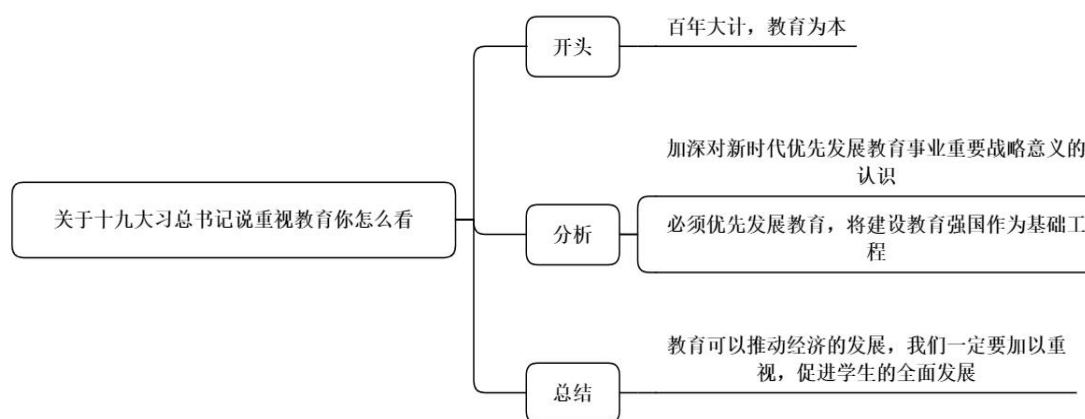 关于十九大习总书记说重视教育你怎么看
开头
百年大计，教育为本
分析
加深对新时代优先发展教育事业重要战略意义的
认识
必须优先发展教育，将建设教育强国作为基础工
程
总结
教育可以推动经济的发展，我们一定要加以重
视，促进学生的全面发展